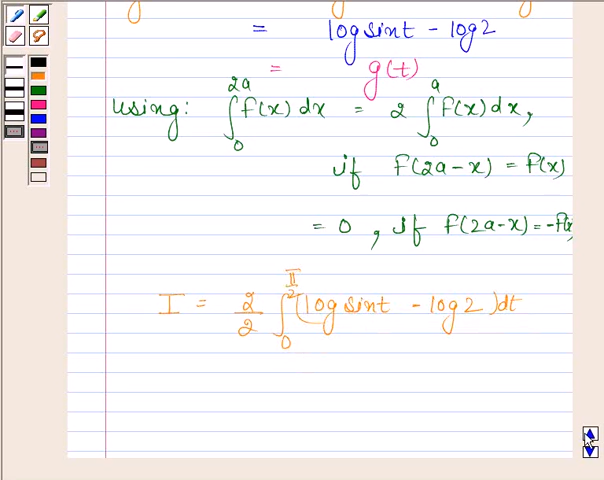 = log sint - log2
= g(t)
using: ∫₀^2a f(x) dx = 2 ∫₀^a f(x) dx,
if f(2a-x) = f(x)
= 0, if f(2a-x) = -f(x
I = 2/2 ∫₀^π/2 (log sint - log2) dt